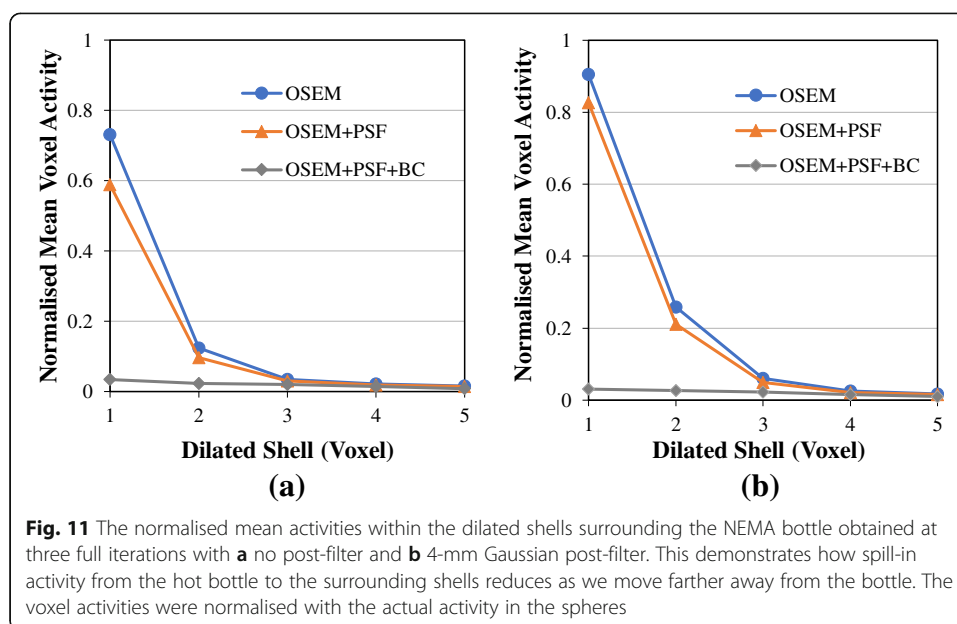 1
0.8
0.6
0.4
0.2
0
1 2 3 4 5
Normalised Mean Voxel Activity
Dilated Shell (Voxel)
OSEM
OSEM+PSF
OSEM+PSF+BC
(a)
1
0.8
0.6
0.4
0.2
0
1 2 3 4 5
Normalised Mean Voxel Activity
Dilated Shell (Voxel)
OSEM
OSEM+PSF
OSEM+PSF+BC
(b)
Fig. 11 The normalised mean activities within the dilated shells surrounding the NEMA bottle obtained at
three full iterations with a no post-filter and b 4-mm Gaussian post-filter. This demonstrates how spill-in
activity from the hot bottle to the surrounding shells reduces as we move farther away from the bottle. The
voxel activities were normalised with the actual activity in the spheres